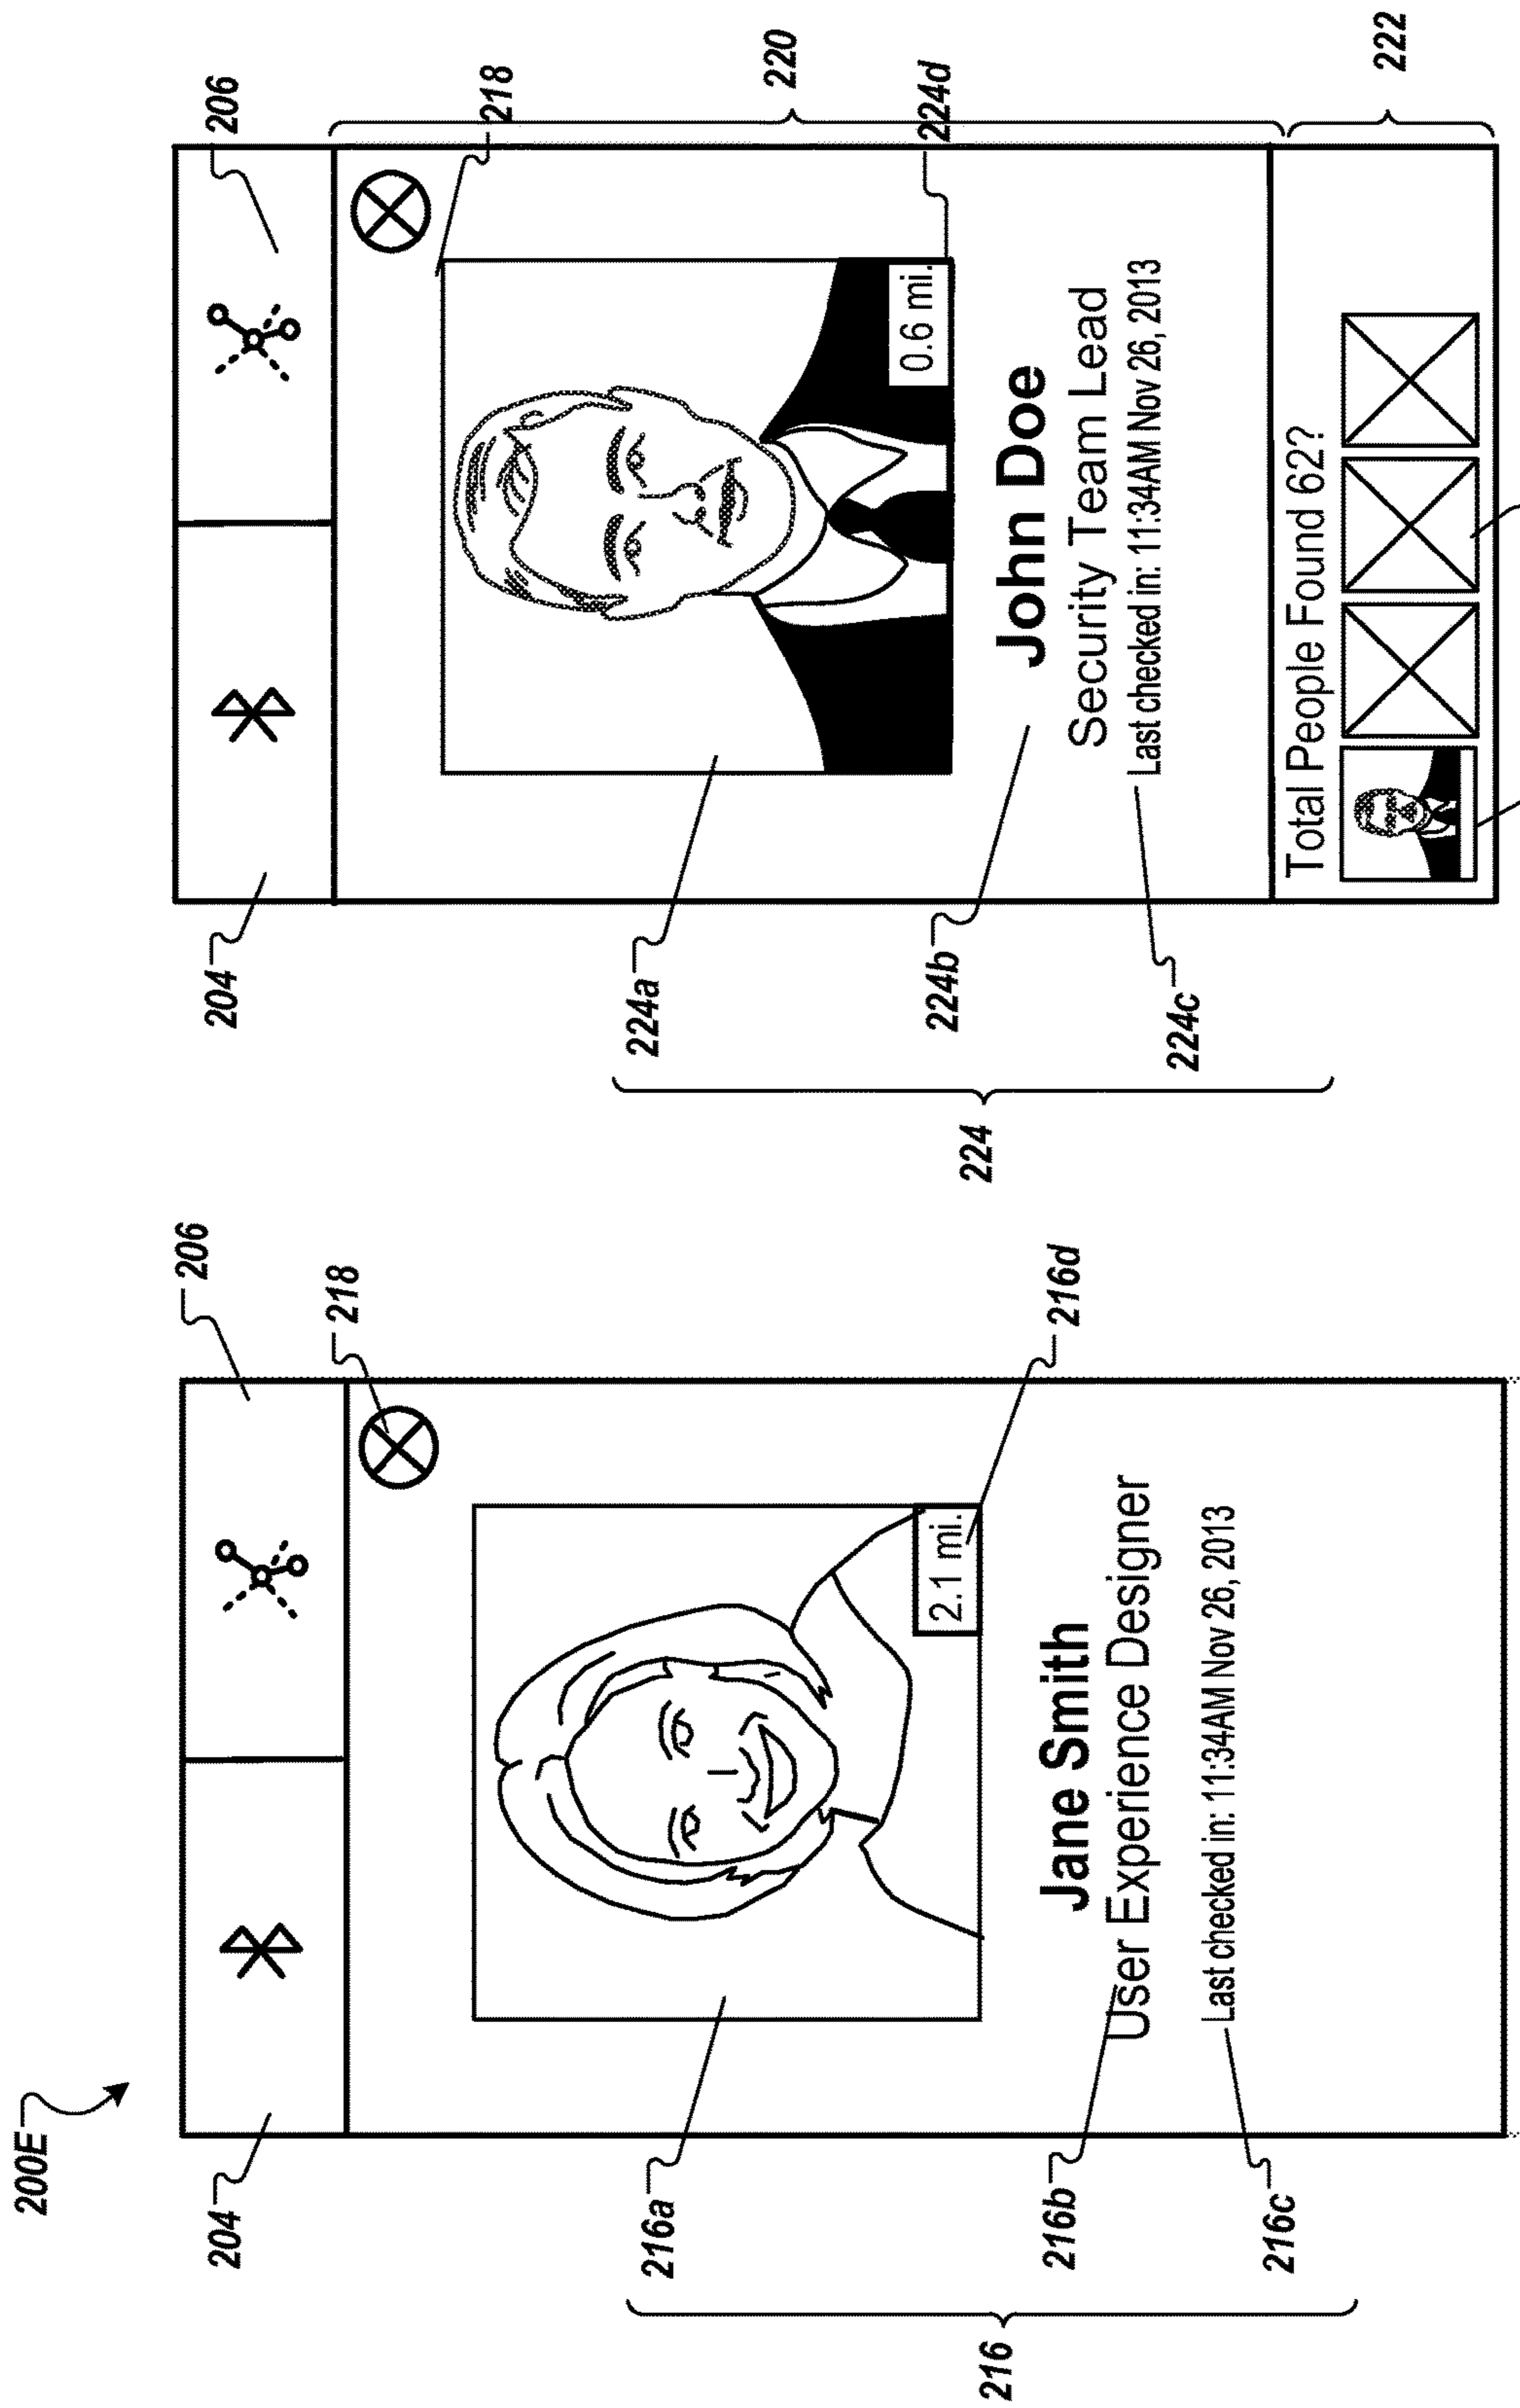 200E
204
206
218
216a
2.1 mi.
216d
216
Jane Smith
216b
User Experience Designer
216c
Last checked in: 11:34AM Nov 26, 2013
204
206
218
220
224a
0.6 mi.
224d
224
John Doe
224b
Security Team Lead
224c
Last checked in: 11:34AM Nov 26, 2013
Total People Found 62??
222